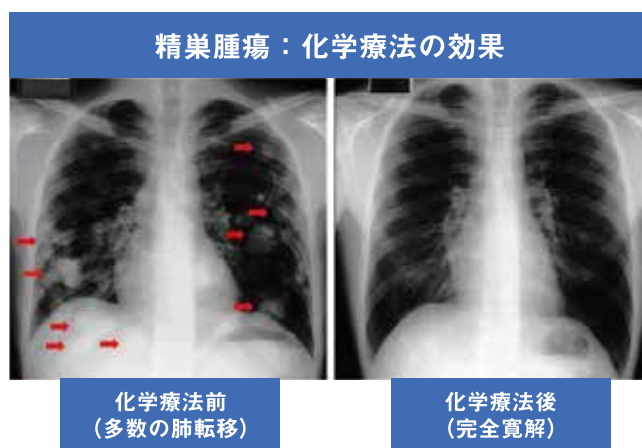 精巣腫瘍：化学療法の効果
化学療法前
（多数の肺転移）
化学療法後
（完全寛解）